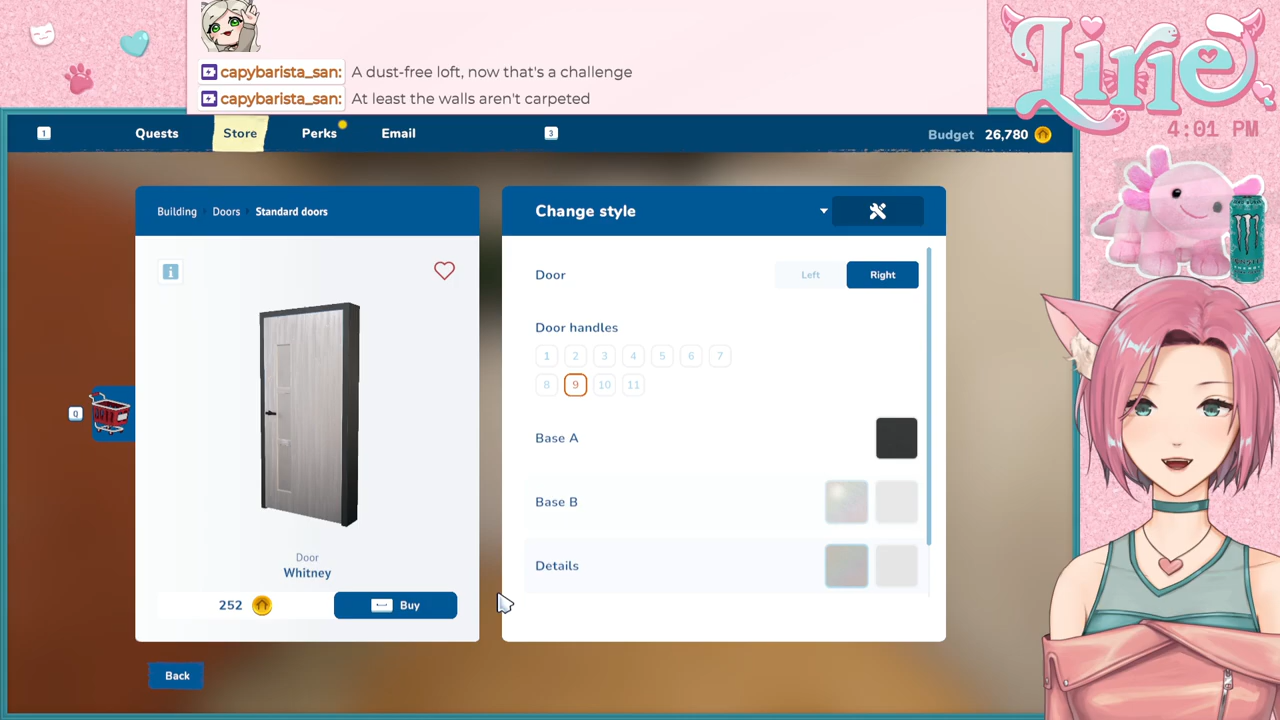 capybarista_san: A dust-free loft, now that's a challenge
capybarista_san: At least the walls aren't carpeted
Lirie
4:01 PM
1 Quests Store Perks Email 3 Budget 26,780
Building Doors Standard doors
Change style
i
Door Left Right
Door handles
1 2 3 4 5 6 7
8 9 10 11
Q
Base A
Base B
Details
Door
Whitney
252 Buy
Back